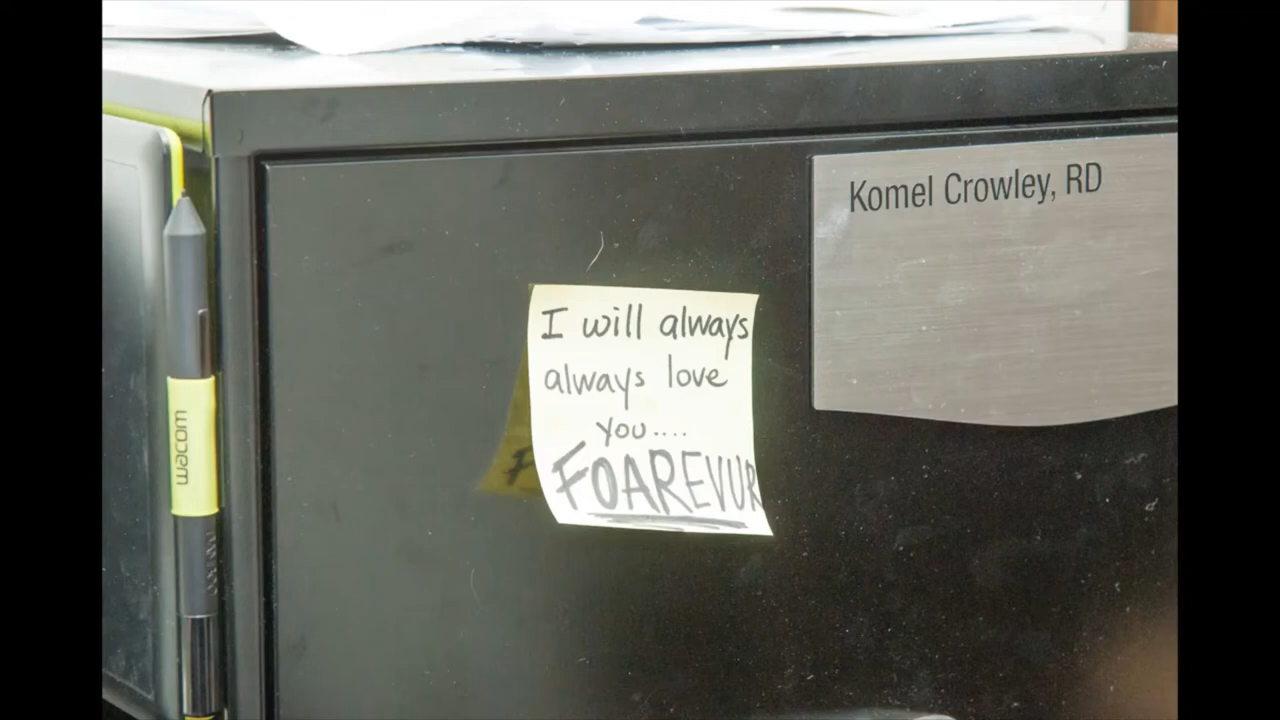 Komel Crowley, RD
I will always
always love
you....
FOAREVUR
wacom